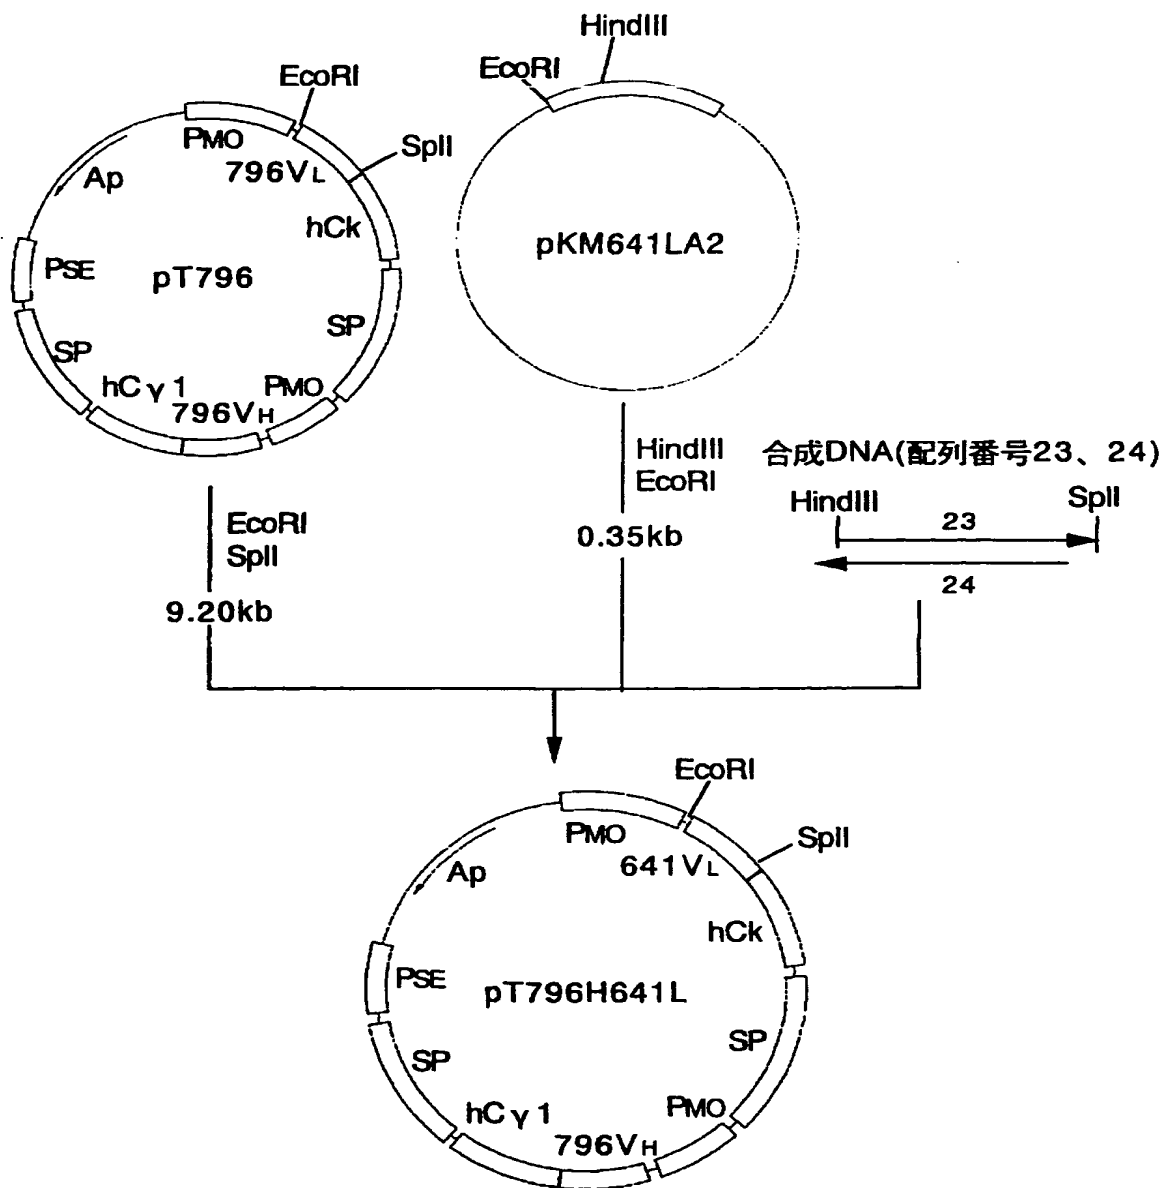 HindIII
EcoRI
EcoRI
PMO
SplI
796VL
Ap
hCk
pKM641LA2
PSE
pT796
SP
SP
hCγ1
PMO
796VH
HindIII
EcoRI
合成DNA(配列番号23、24)
HindIII
SplI
23
EcoRI
SplI
0.35kb
24
9.20kb
EcoRI
PMO
SplI
641VL
Ap
hCk
PSE
pT796H641L
SP
SP
hCγ1
PMO
796VH